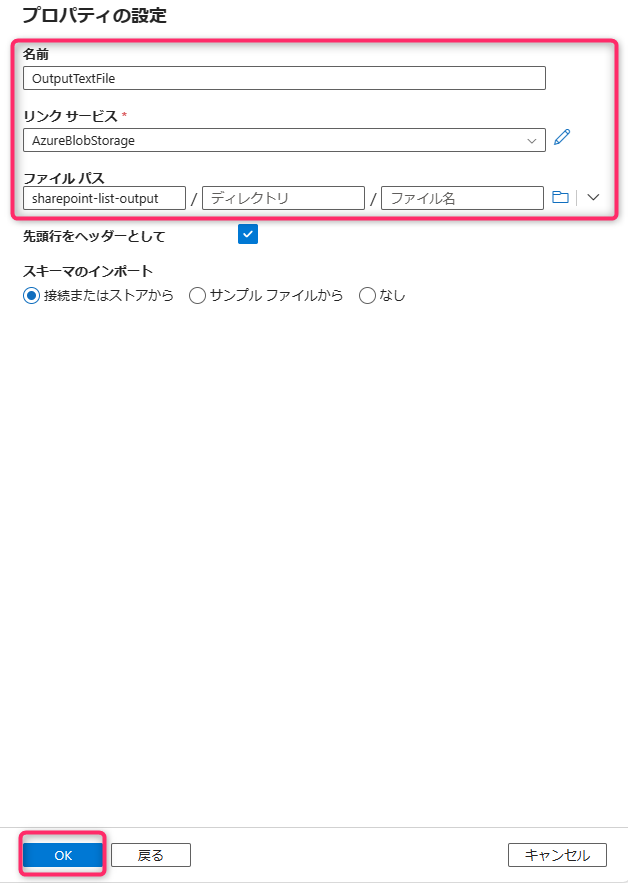 プロパティの設定
名前
OutputTextFile
リンク サービス *
AzureBlobStorage
ファイル パス
sharepoint-list-output / ディレクトリ / ファイル名
先頭行をヘッダーとして
スキーマのインポート
接続またはストアから サンプル ファイルから なし
OK 戻る キャンセル